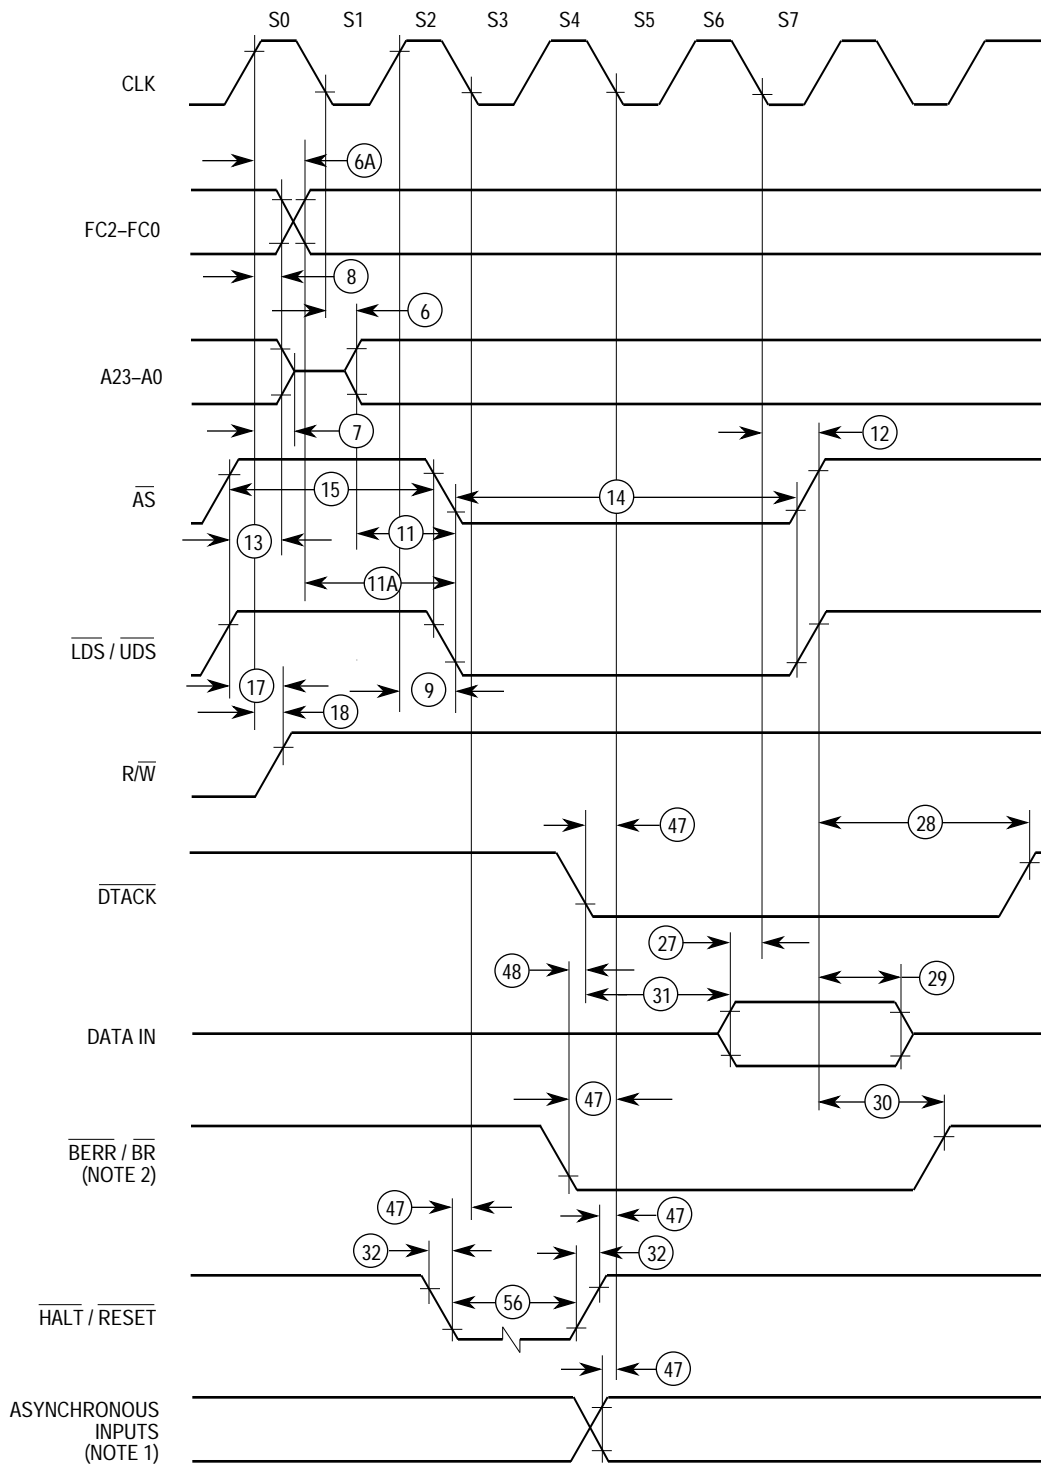 S0 S1 S2 S3 S4 S5 S6 S7
CLK
6A
FC2–FC0
8
6
A23–A0
7
12
AS
15
14
13
11
11A
LDS / UDS
17
9
18
R/W
47
28
DTACK
27
48
31
29
DATA IN
47
30
BERR / BR
(NOTE 2)
47
47
32
32
56
HALT / RESET
47
ASYNCHRONOUS
INPUTS
(NOTE 1)